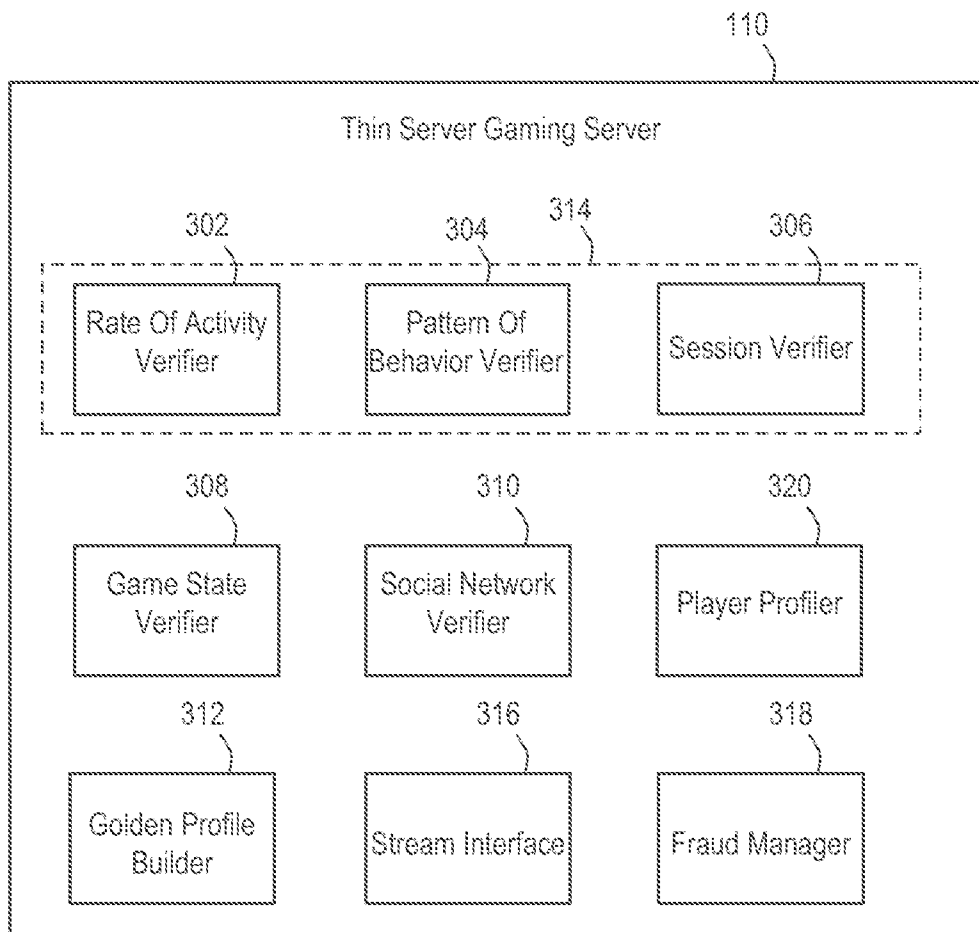 110
Thin Server Gaming Server
302
304
314
306
Rate Of Activity
Verifier
Pattern Of
Behavior Verifier
Session Verifier
308
310
320
Game State
Verifier
Social Network
Verifier
Player Profiler
312
316
318
Golden Profile
Builder
Stream Interface
Fraud Manager